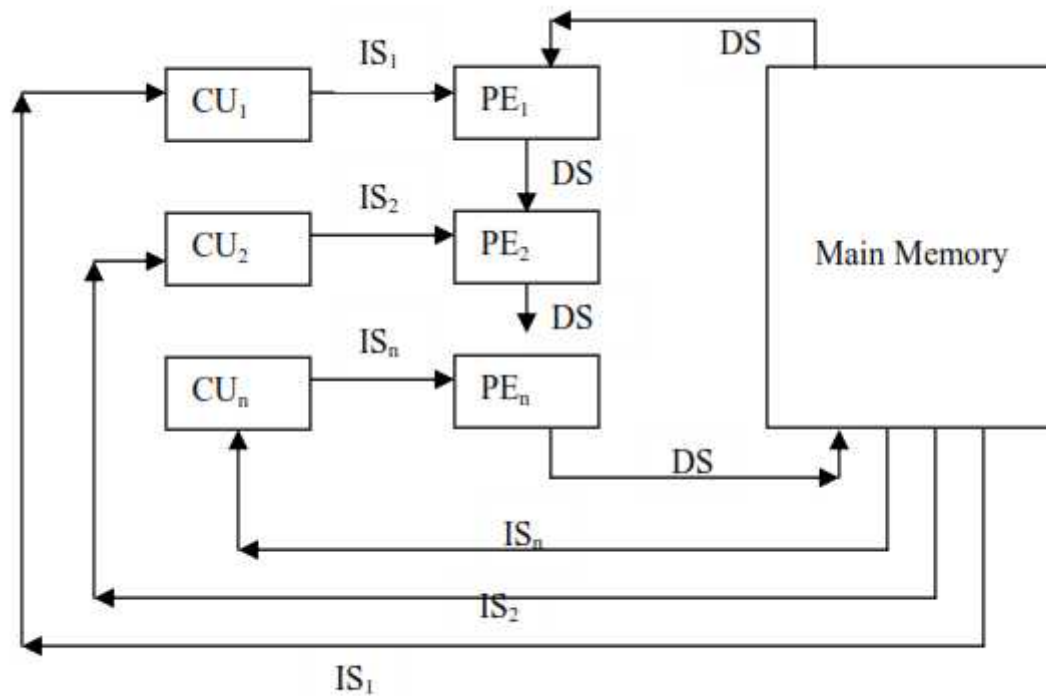 DS
IS₁
CU₁
PE₁
DS
IS₂
CU₂
PE₂
Main Memory
DS
ISₙ
CUₙ
PEₙ
DS
ISₙ
IS₂
IS₁